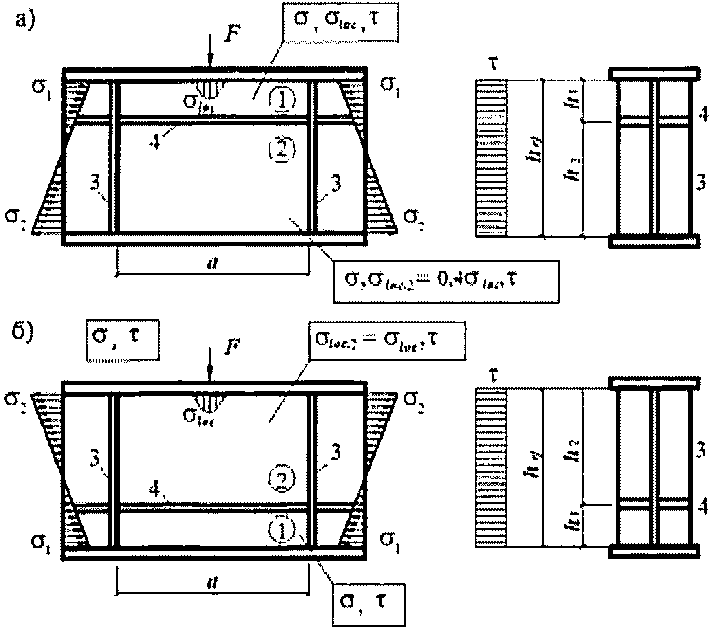 а)
F
σ, σloc, τ
σ1
σloc
1
σ1
4
2
3
3
σ2
σ2
a
σ, σloc,2 = 0,4σloc, τ
τ
hef
h1
h2
4
3
б)
σ, τ
F
σloc,2 = σloc, τ
σ2
σloc
σ2
3
3
4
2
σ1
1
σ1
a
σ, τ
τ
hef
h2
h1
3
4